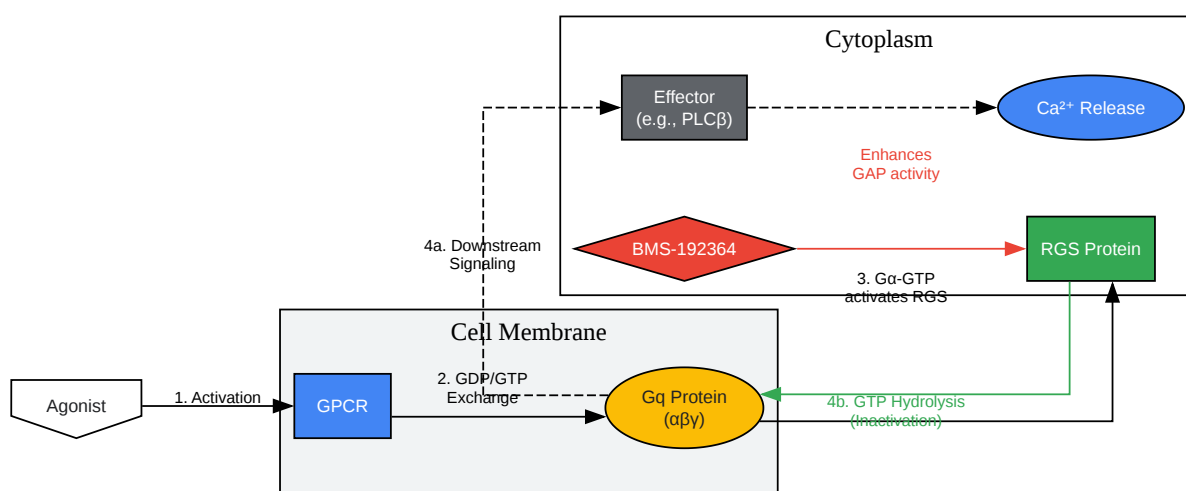 Cytoplasm
Effector
(e.g., PLCβ)
Ca²⁺ Release
Enhances
GAP activity
4a. Downstream
Signaling
BMS-192364
RGS Protein
3. Gα-GTP
activates RGS
Cell Membrane
Agonist
1. Activation
GPCR
2. GDP/GTP
Exchange
Gq Protein
(αβγ)
4b. GTP Hydrolysis
(Inactivation)